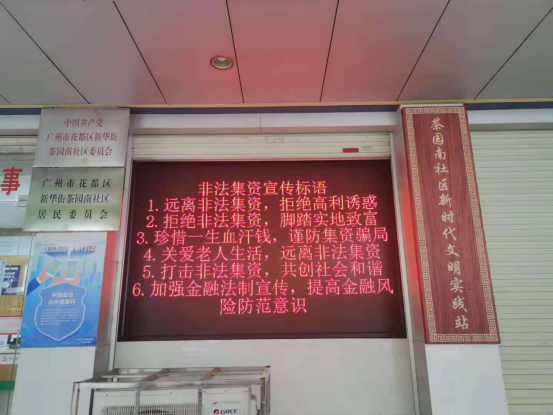 中国共产党
广州市花都区新华街
茶园南社区委员会
广州市花都区
新华街茶园南社区
居民委员会
事
非法集资宣传标语
1. 远离非法集资，拒绝高利诱惑
2. 拒绝非法集资，脚踏实地致富
3. 珍惜一生血汗钱，谨防集资骗局
4. 关爱老人生活，远离非法集资
5. 打击非法集资，共创社会和谐
6. 加强金融法制宣传，提高金融风
险防范意识
茶园南社区新时代文明实践站
GREE